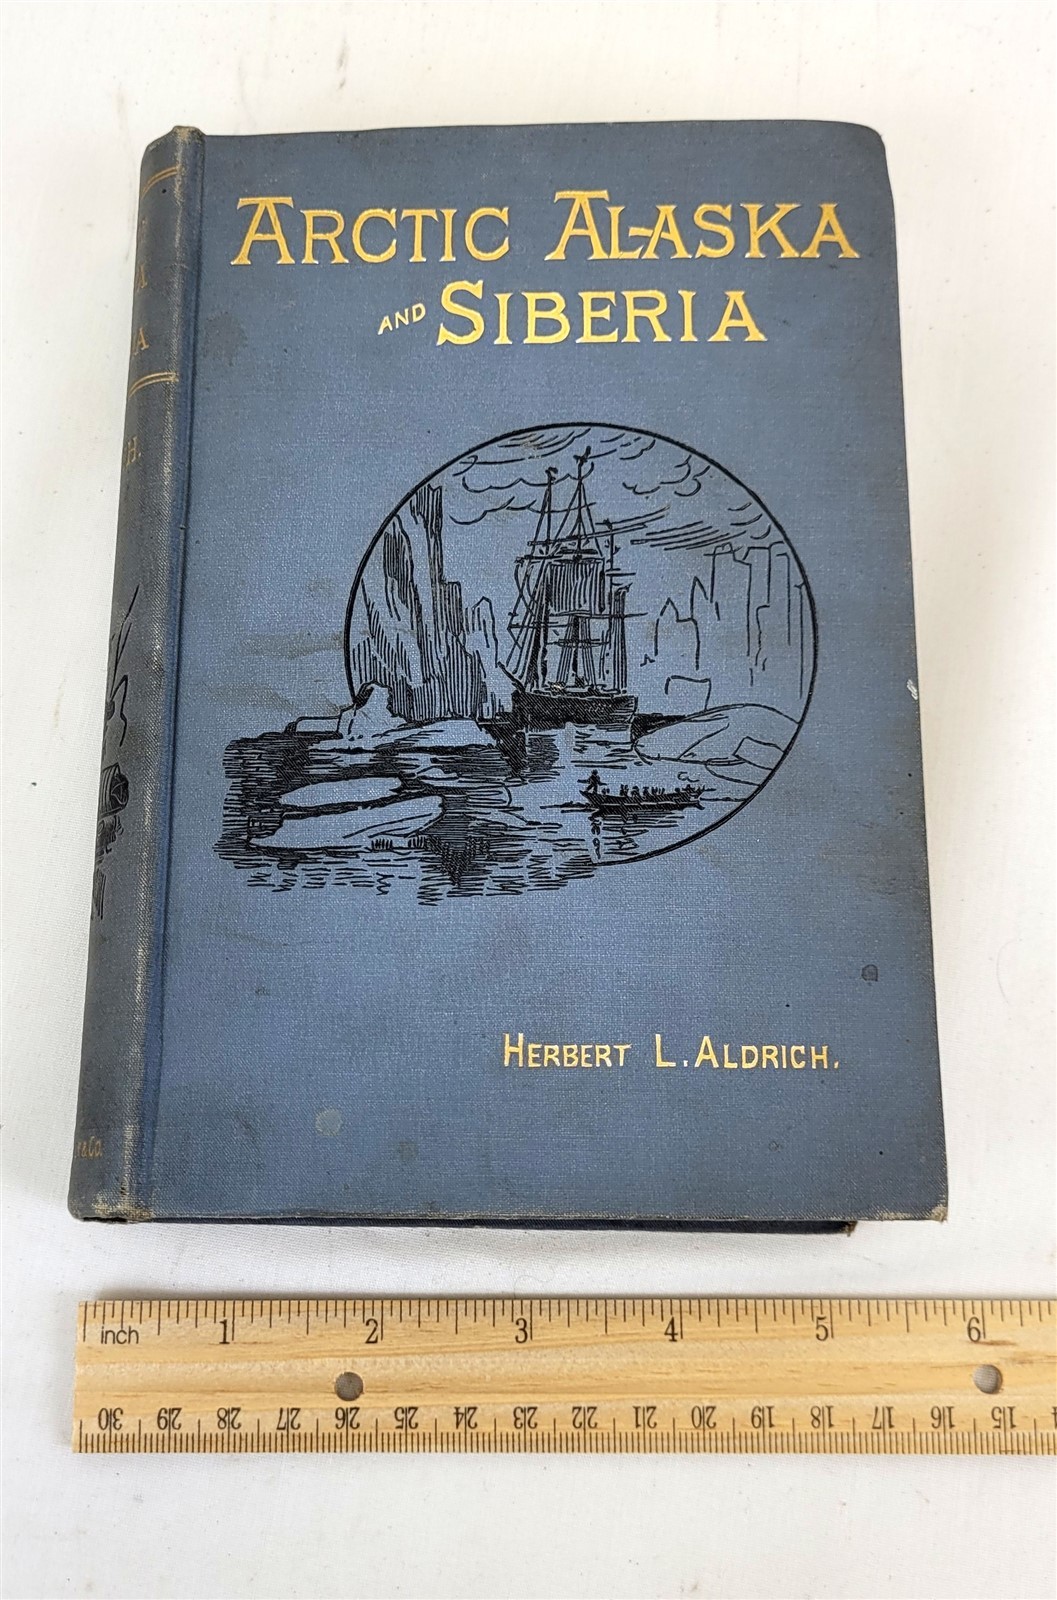 ARCTIC ALASKA
AND SIBERIA
HERBERT L. ALDRICH.
A
A
H.
& Co
inch 1 2 3 4 5 6
30 29 28 27 26 25 24 23 22 21 20 19 18 17 16 15